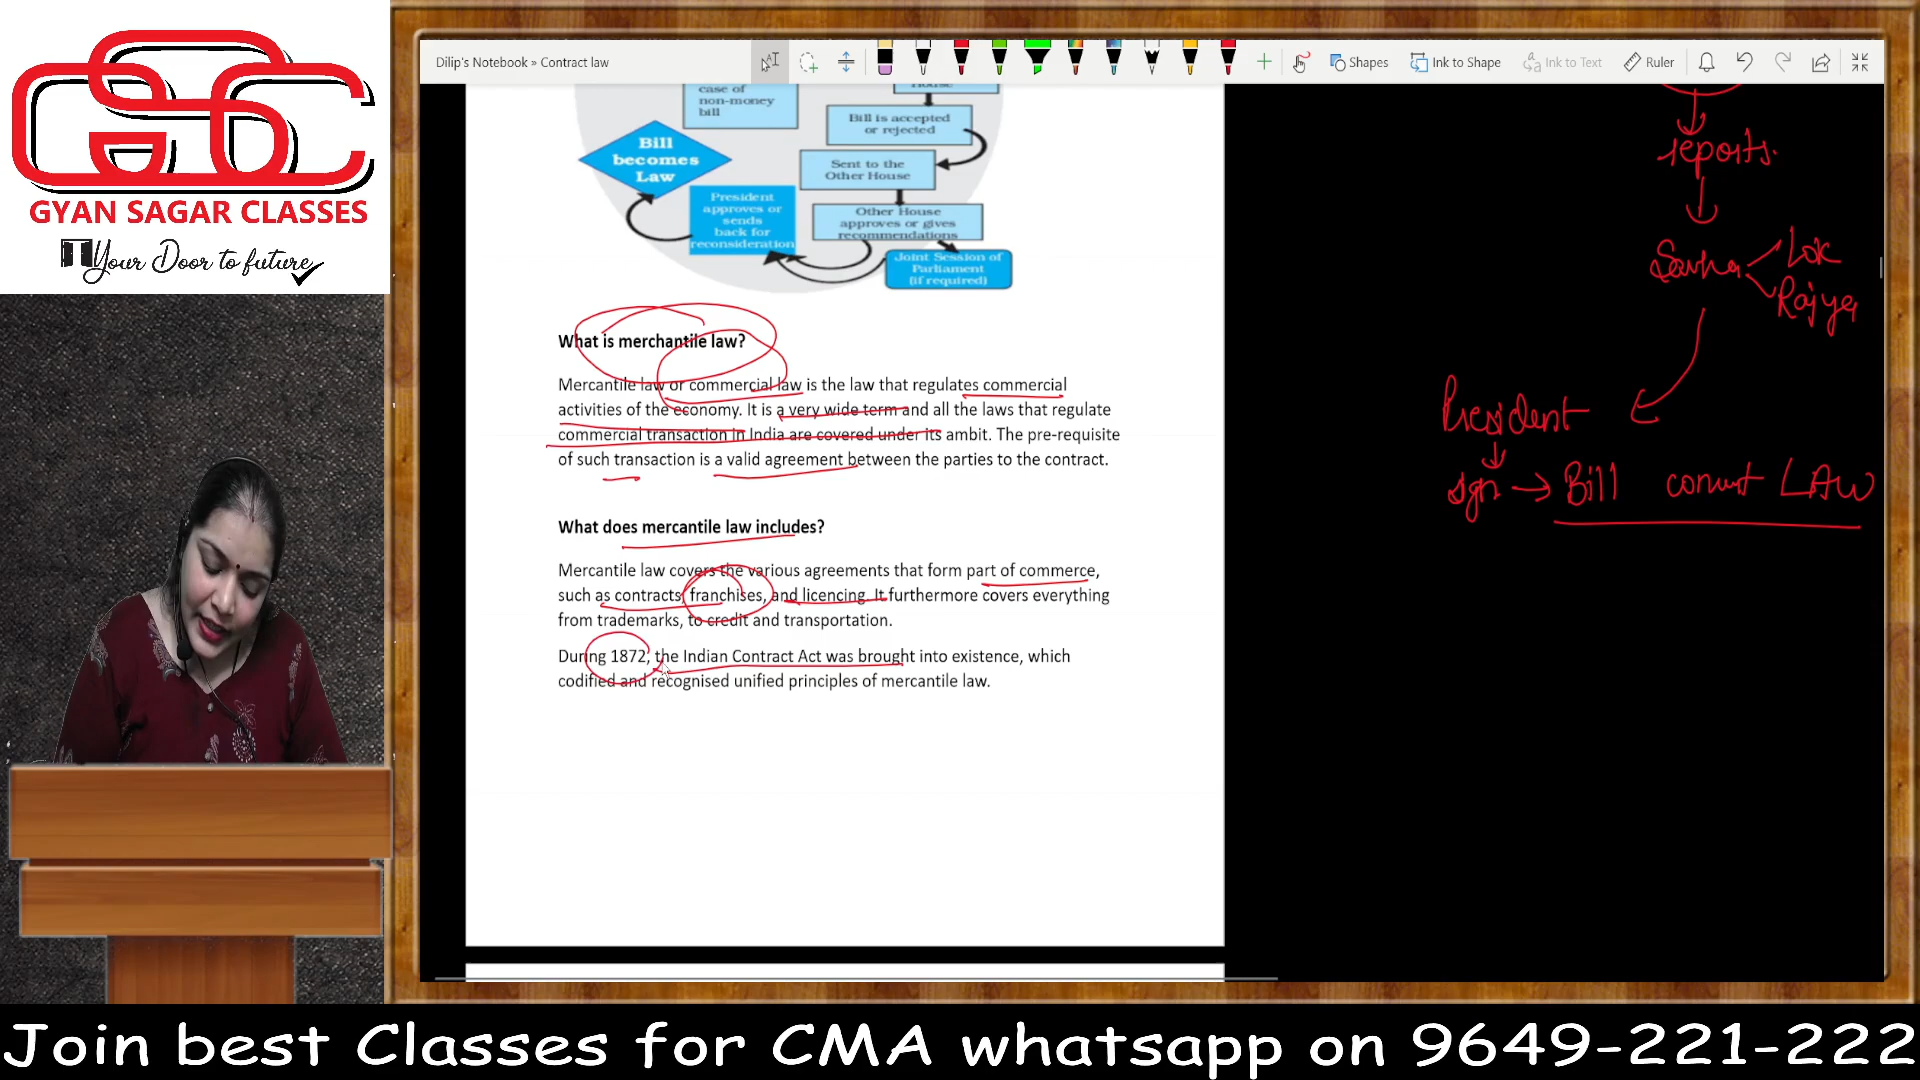 GSC
GYAN SAGAR CLASSES
Your Door to future
Dilip's Notebook » Contract law
Shapes
Ink to Shape
Ink to Text
Ruler
case of
non-money
bill
House
Bill is accepted
or rejected
Bill
becomes
Law
Sent to the
Other House
President
approves or
sends
back for
reconsideration
Other House
approves or gives
recommendations
Joint Session of
Parliament
(if required)
What is merchantile law?
Mercantile law or commercial law is the law that regulates commercial
activities of the economy. It is a very wide term and all the laws that regulate
commercial transaction in India are covered under its ambit. The pre-requisite
of such transaction is a valid agreement between the parties to the contract.
What does mercantile law includes?
Mercantile law covers the various agreements that form part of commerce,
such as contracts, franchises, and licencing. It furthermore covers everything
from trademarks, to credit and transportation.
During 1872, the Indian Contract Act was brought into existence, which
codified and recognised unified principles of mercantile law.
reports.
Lok
Rajya
President
sgn → Bill LAW
Join best Classes for CMA whatsapp on 9649-221-222